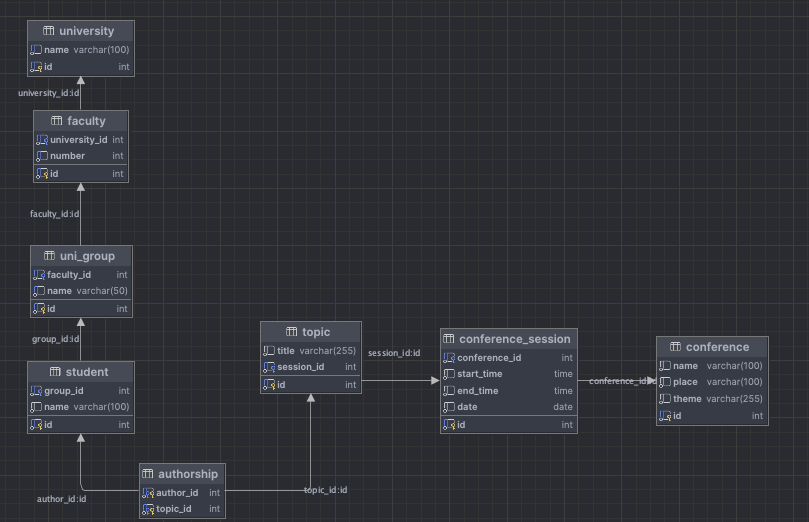 university
name varchar(100)
id int
university_id:id
faculty
university_id int
number int
id int
faculty_id:id
uni_group
faculty_id int
name varchar(50)
id int
group_id:id
student
group_id int
name varchar(100)
id int
author_id:id
authorship
author_id int
topic_id int
topic_id:id
topic
title varchar(255)
session_id int
id int
session_id:id
conference_session
conference_id int
start_time time
end_time time
date date
id int
conference_id:id
conference
name varchar(100)
place varchar(100)
theme varchar(255)
id int